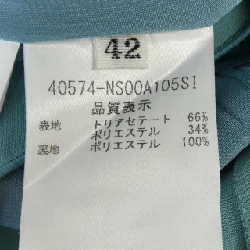 42
40574-NS00A105SI
品質表示
表地 トリアセテート 66%
ポリエステル 34%
裏地 ポリエステル 100%